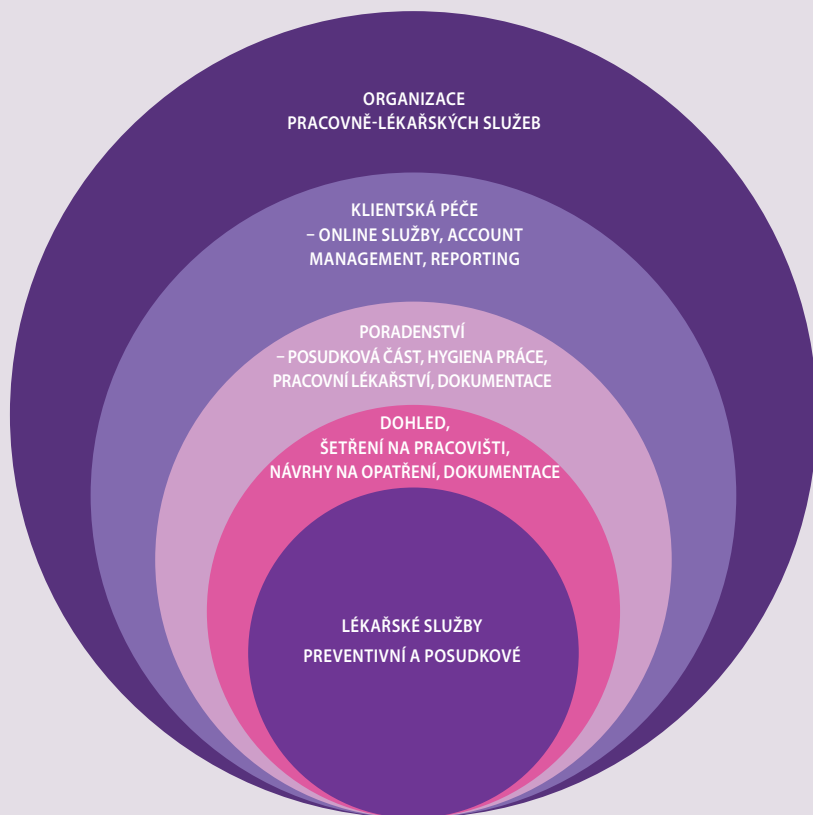 ORGANIZACE
PRACOVNĚ-LÉKAŘSKÝCH SLUŽEB
KLIENTSKÁ PÉČE
– ONLINE SLUŽBY, ACCOUNT
MANAGEMENT, REPORTING
PORADENSTVÍ
– POSUDKOVÁ ČÁST, HYGIENA PRÁCE,
PRACOVNÍ LÉKAŘSTVÍ, DOKUMENTACE
DOHLED,
ŠETŘENÍ NA PRACOVIŠTI,
NÁVRHY NA OPATŘENÍ, DOKUMENTACE
LÉKAŘSKÉ SLUŽBY
PREVENTIVNÍ A POSUDKOVÉ